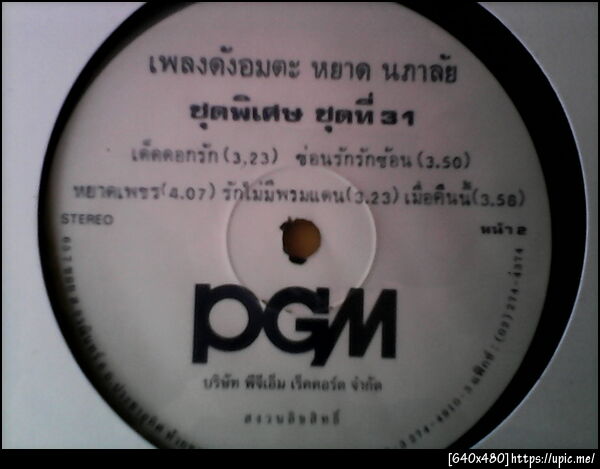 เพลงดังอมตะ หยาด นภาลัย
ชุดพิเศษ ชุดที่ 31
เด็ดดอกรัก (3,23) ซ่อนรักรักซ้อน (3.50)
หยาดเพชร (4.07) รักไม่มีพรมแดน (3.23) เมื่อคืนนี้ (3.58)
STEREO
หน้า 2
PGM
บริษัท พีจีเอ็ม เร็คคอร์ด จำกัด
สงวนลิขสิทธิ์
[640x480]https://upic.me/